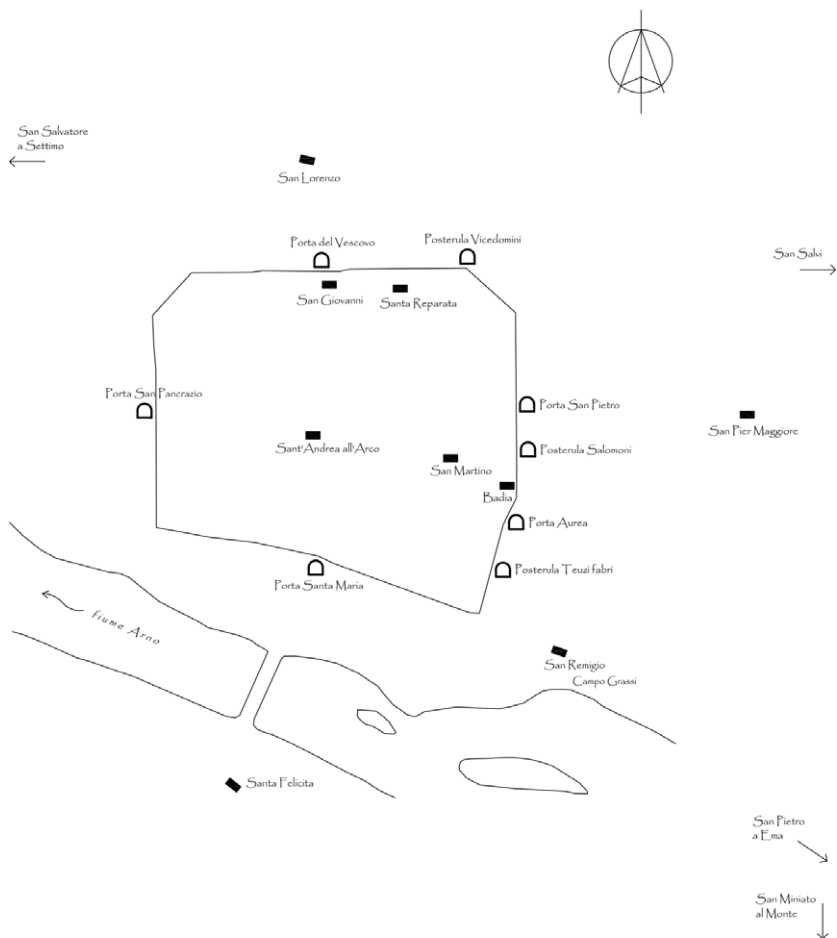 San Salvatore
a Settimo
San Lorenzo
Porta del Vescovo
Posterula Vicedomini
San Salvi
San Giovanni
Santa Reparata
Porta San Pancrazio
Porta San Pietro
San Pier Maggiore
Sant'Andrea all'Arco
Posterula Salomoni
San Martino
Badia
Porta Aurea
Posterula Teuzi fabri
Porta Santa Maria
fiume Arno
San Remigio
Campo Grassi
Santa Felicita
San Pietro
a Ema
San Miniato
al Monte